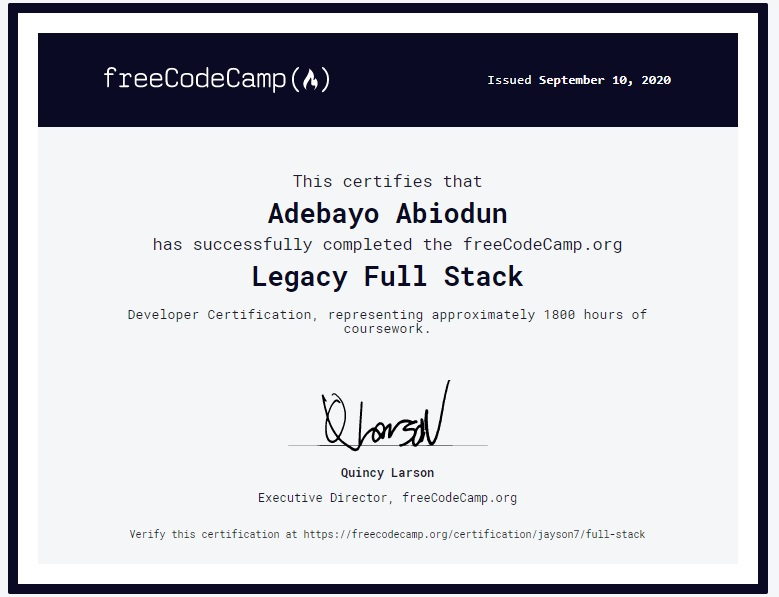 freeCodeCamp(🔥)
Issued September 10, 2020
This certifies that
Adebayo Abiodun
has successfully completed the freeCodeCamp.org
Legacy Full Stack
Developer Certification, representing approximately 1800 hours of
coursework.
Q Larson
Quincy Larson
Executive Director, freeCodeCamp.org
Verify this certification at https://freecodecamp.org/certification/jayson7/full-stack